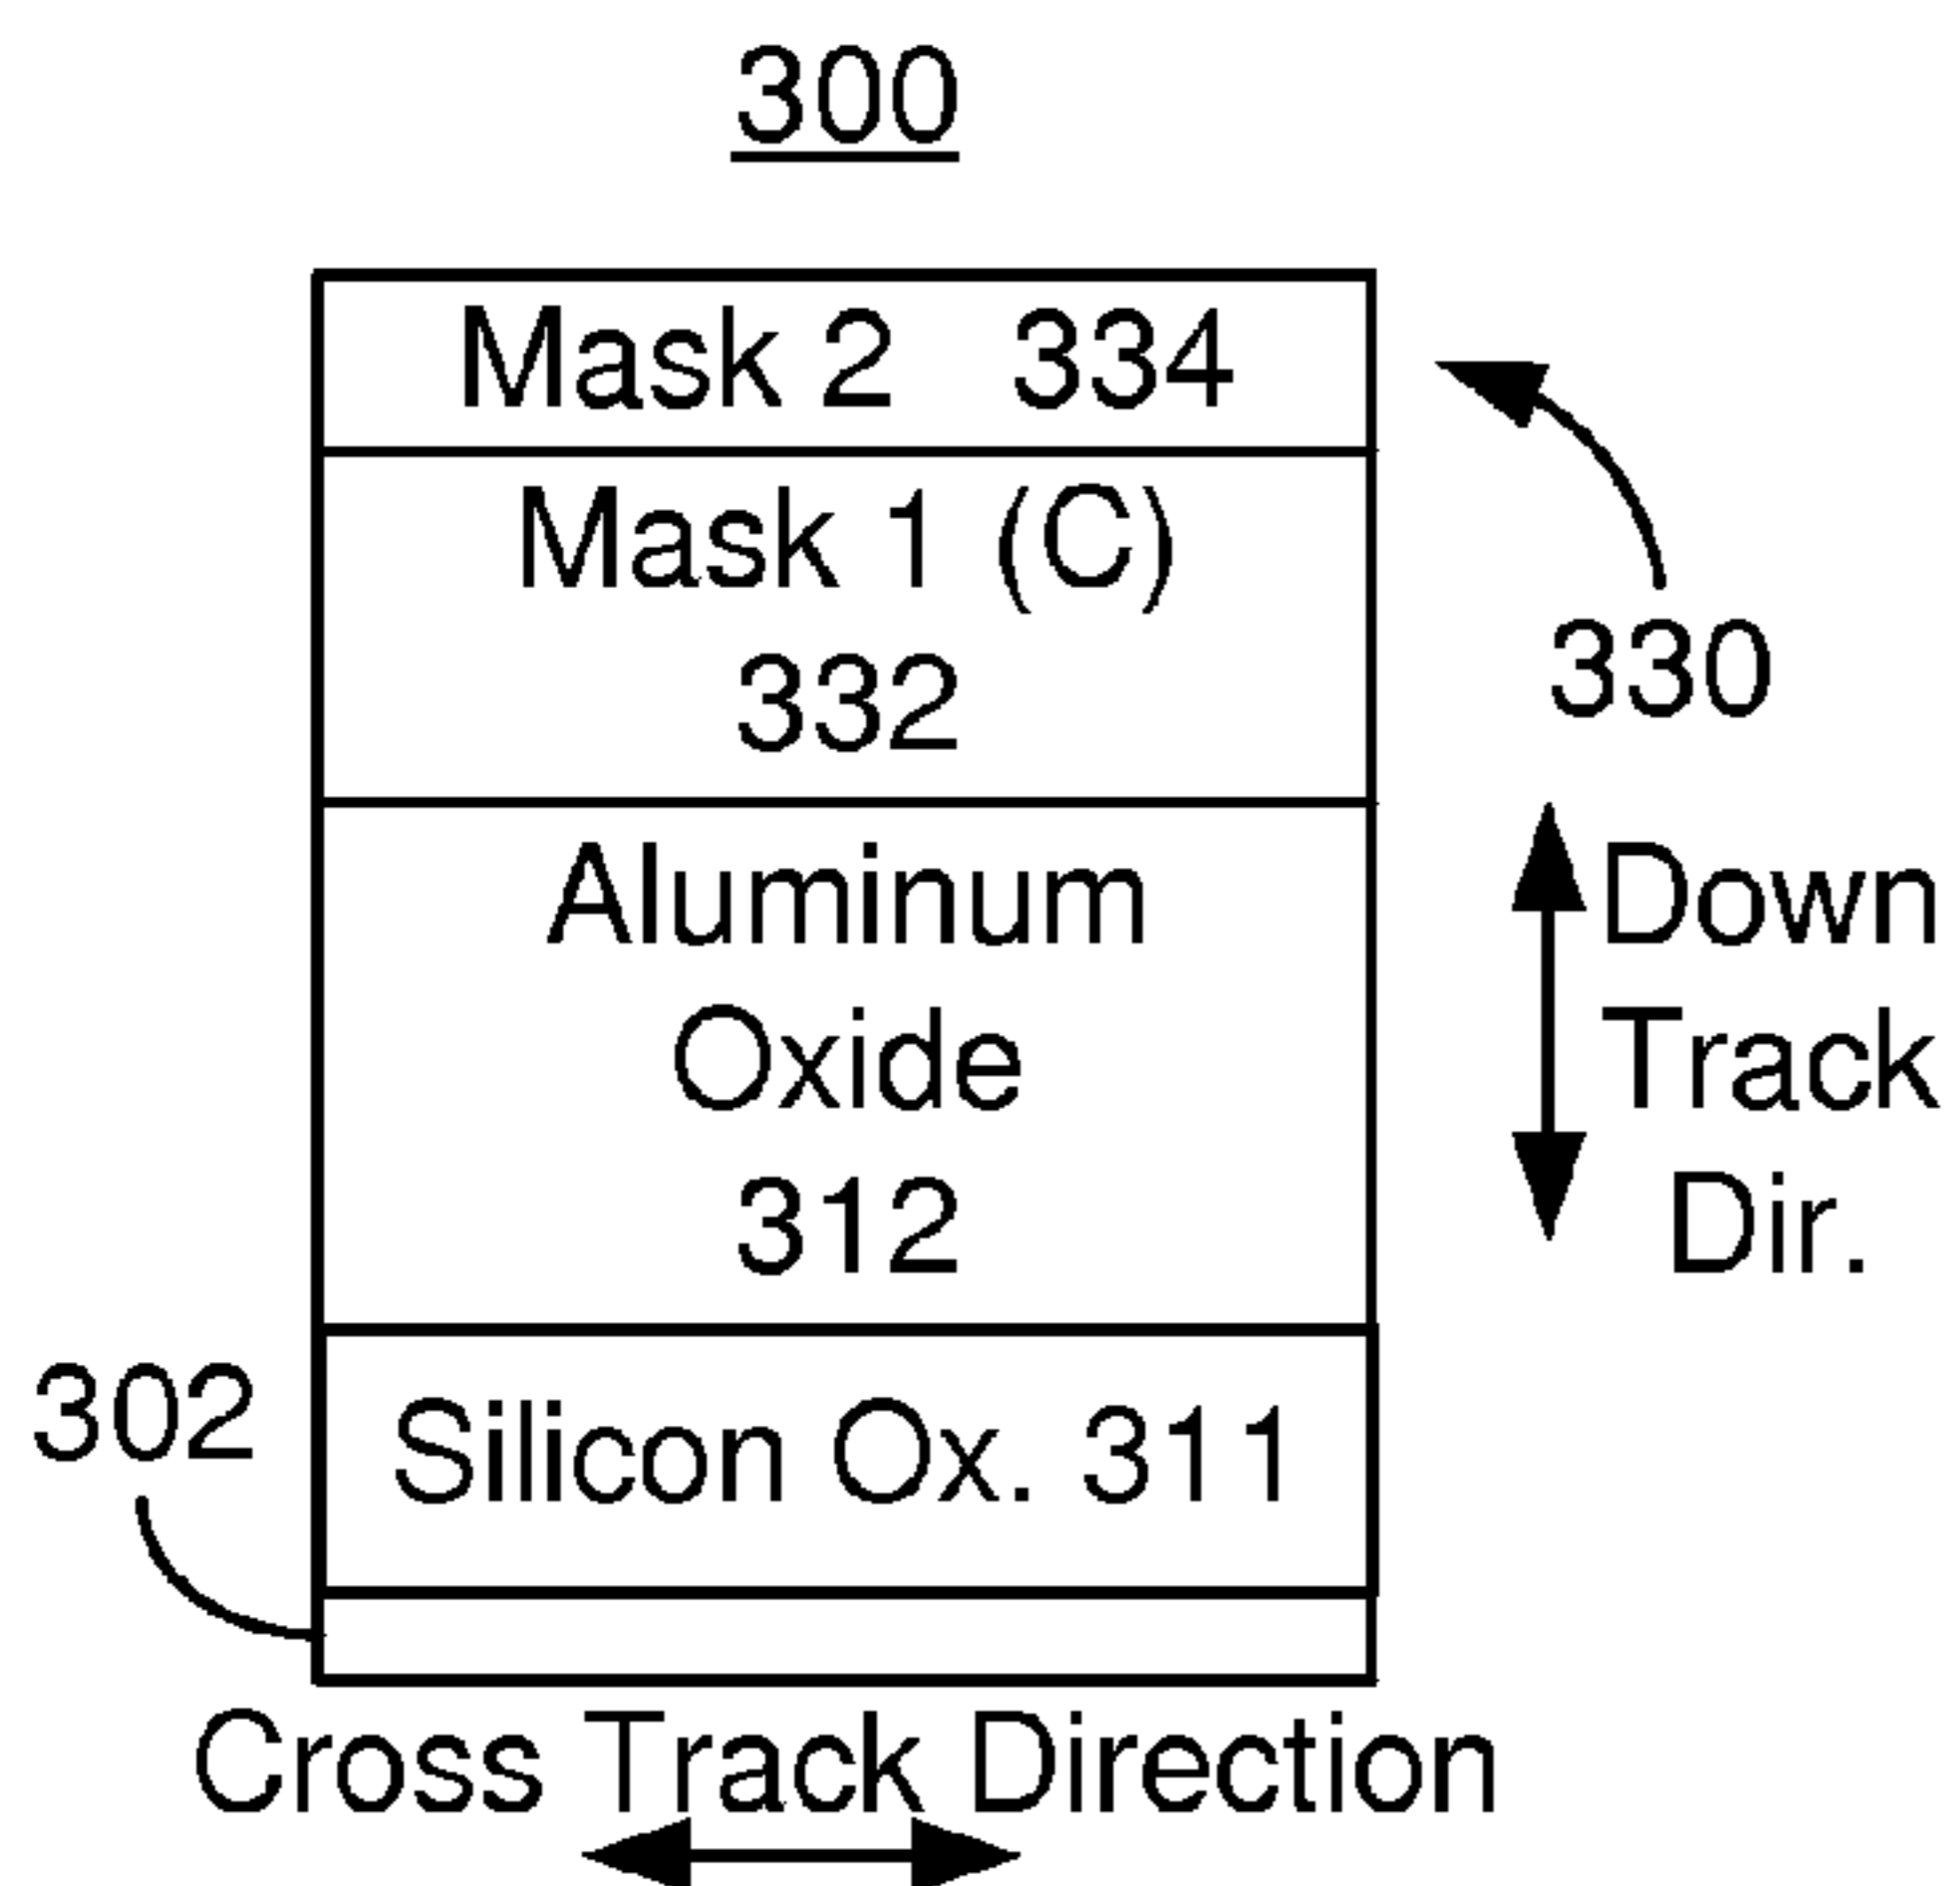 300
Mask 2 334
Mask 1 (C)
332
330
Aluminum
Oxide
312
Down
Track
Dir.
302
Silicon Ox. 311
Cross Track Direction